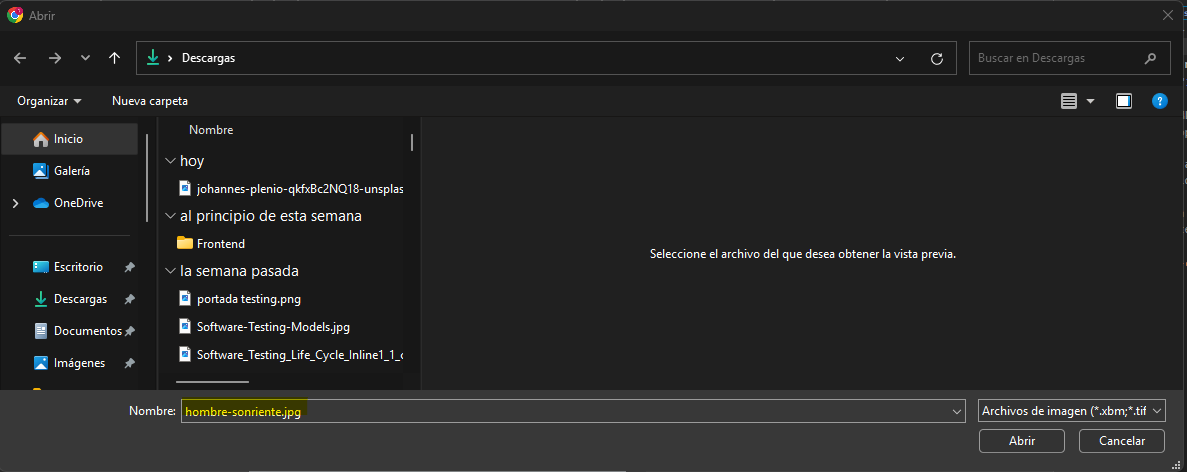 Abrir
Descargas
Buscar en Descargas
Organizar
Nueva carpeta
Inicio
Galería
OneDrive
Escritorio
Descargas
Documentos
Imágenes
Nombre
hoy
johannes-plenio-qkfxBc2NQ18-unsplas
al principio de esta semana
Frontend
la semana pasada
portada testing.png
Software-Testing-Models.jpg
Software_Testing_Life_Cycle_Inline1_1_c
Seleccione el archivo del que desea obtener la vista previa.
Nombre: hombre-sonriente.jpg
Archivos de imagen (*.xbm;*.tif
Abrir
Cancelar